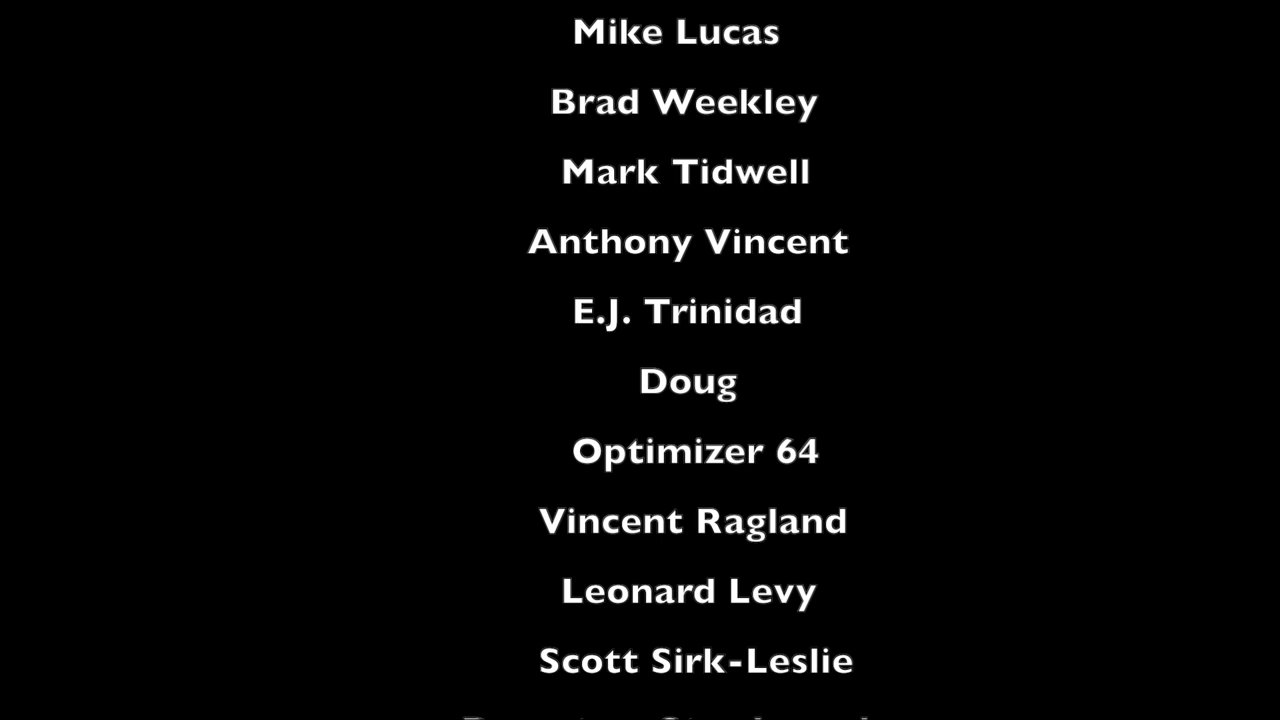 Mike Lucas
Brad Weekley
Mark Tidwell
Anthony Vincent
E.J. Trinidad
Doug
Optimizer 64
Vincent Ragland
Leonard Levy
Scott Sirk-Leslie